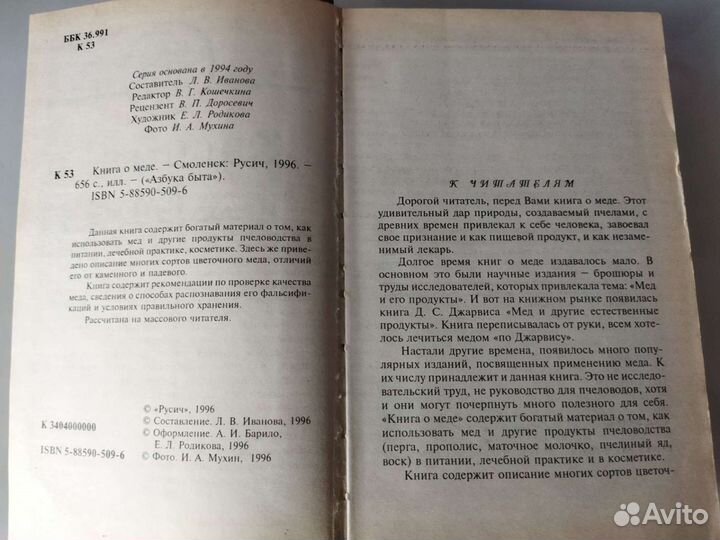 ББК 36.991
К 53
Серия основана в 1994 году
Составитель Л. В. Иванова
Редактор В. Г. Кошечкина
Рецензент В. П. Доросевич
Художник Е. Л. Родикова
Фото И. А. Мухина
К 53 Книга о меде. – Смоленск: Русич, 1996. –
656 с., илл. – («Азбука быта»).
ISBN 5-88590-509-6
Данная книга содержит богатый материал о том, как
использовать мед и другие продукты пчеловодства в
питании, лечебной практике, косметике. Здесь же приведено
описание многих сортов цветочного меда, отличий
его от каменного и падевого.
Книга содержит рекомендации по проверке качества
меда, сведения о способах распознавания его фальсифи-
каций и условиях правильного хранения.
Рассчитана на массового читателя.
К 3404000000
ISBN 5-88590-509-6
© «Русич», 1996
© Составление. Л. В. Иванова, 1996
© Оформление. А. И. Барило,
Е. Л. Родикова, 1996
© Фото. И. А. Мухин, 1996
К ЧИТАТЕЛЯМ
Дорогой читатель, перед Вами книга о меде. Этот
удивительный дар природы, создаваемый пчелами, с
древних времен привлекал к себе человека, завоевал
свое признание и как пищевой продукт, и как незаме-
нимый лекарь.
Долгое время книг о меде издавалось мало. В
основном это были научные издания – брошюры и
труды исследователей, которых привлекала тема: «Мед
и его продукты». И вот на книжном рынке появилась
книга Д. С. Джарвиса «Мед и другие естественные
продукты». Книга переписывалась от руки, всем хоте-
лось лечиться медом «по Джарвису».
Настали другие времена, появилось много попу-
лярных изданий, посвященных применению меда. К
их числу принадлежит и данная книга. Это не исследо-
вательский труд, не руководство для пчеловодов, хотя
и они могут почерпнуть много полезного для себя.
«Книга о меде» содержит богатый материал о том, как
использовать мед и другие продукты пчеловодства
(перга, прополис, маточное молочко, пчелиный яд,
воск) в питании, лечебной практике и в косметике.
Книга содержит описание многих сортов цветоч-
Avito